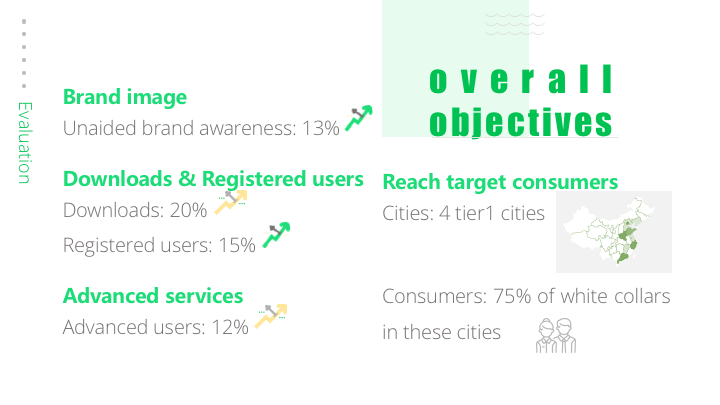 Evaluation
overall
objectives
Brand image
Unaided brand awareness: 13%
Downloads & Registered users
Downloads: 20%
Registered users: 15%
Advanced services
Advanced users: 12%
Reach target consumers
Cities: 4 tier1 cities
Consumers: 75% of white collars
in these cities